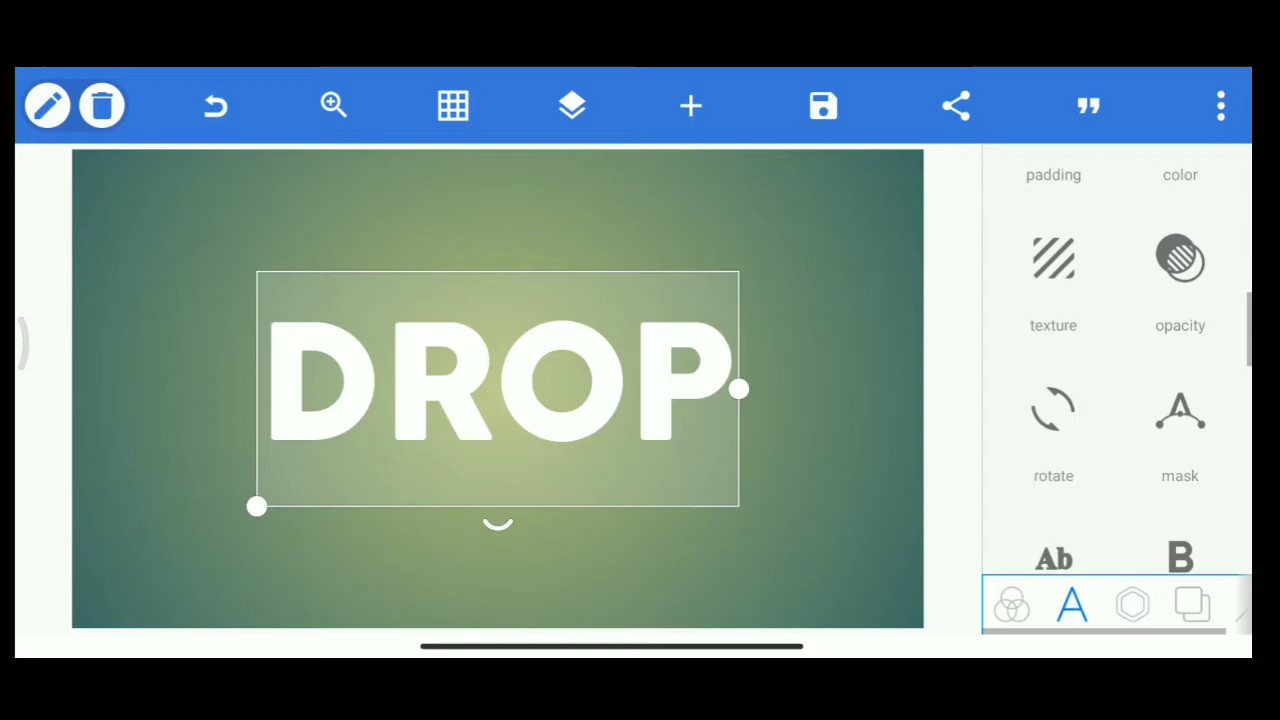 padding color
DROP
texture opacity
rotate mask
Ab B
A